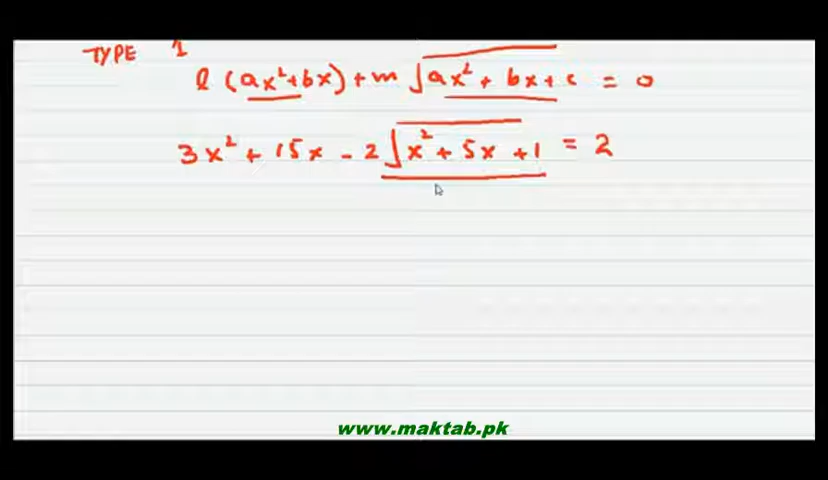 TYPE 1
l (ax²+bx) + m √ax² + bx + c = 0
3x² + 15x - 2√x² + 5x + 1 = 2
www.maktab.pk